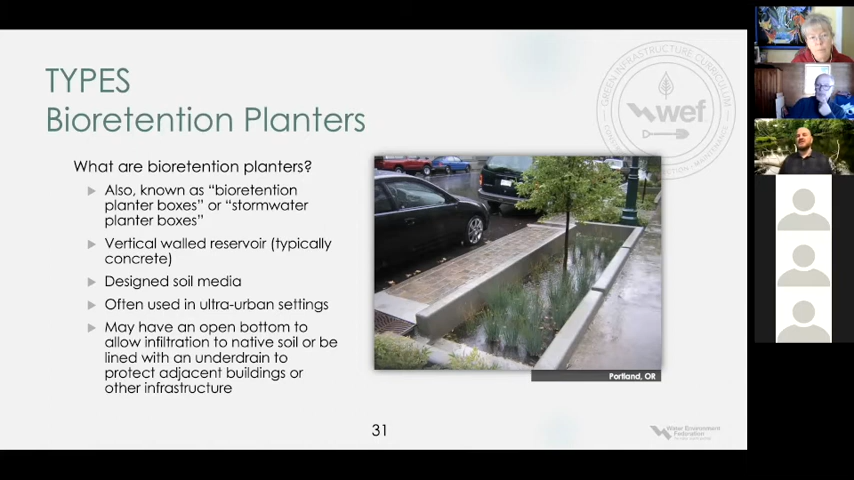 TYPES
Bioretention Planters
GREEN INFRASTRUCTURE CURRICULUM
wef
What are bioretention planters?
Also, known as “bioretention
planter boxes” or “stormwater
planter boxes”
Vertical walled reservoir (typically
concrete)
Designed soil media
Often used in ultra-urban settings
May have an open bottom to
allow infiltration to native soil or be
lined with an underdrain to
protect adjacent buildings or
other infrastructure
Portland, OR
31
Water Environment
Federation